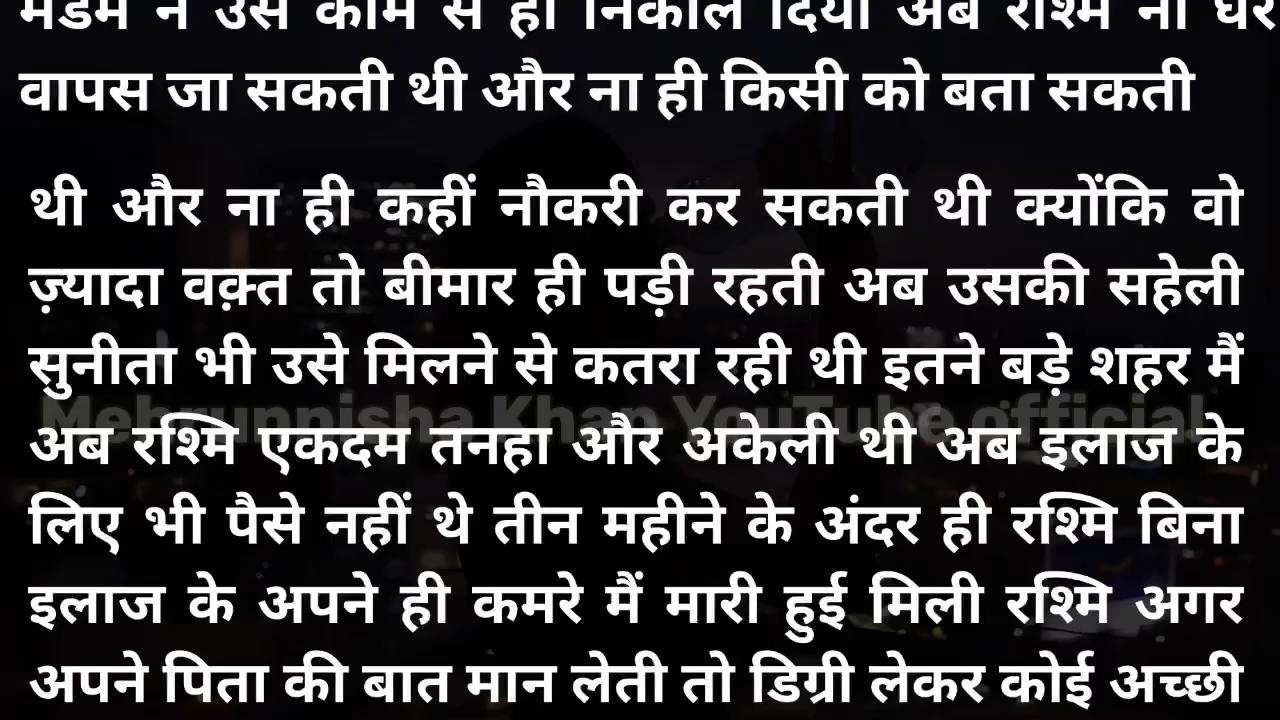 मैडम ने उसे काम से ही निकाल दिया अब रश्मि ना घर
वापस जा सकती थी और ना ही किसी को बता सकती
थी और ना ही कहीं नौकरी कर सकती थी क्योंकि वो
ज़्यादा वक़्त तो बीमार ही पड़ी रहती अब उसकी सहेली
सुनीता भी उसे मिलने से कतरा रही थी इतने बड़े शहर मैं
Mehrunnisha Khan YouTube official
अब रश्मि एकदम तनहा और अकेली थी अब इलाज के
लिए भी पैसे नहीं थे तीन महीने के अंदर ही रश्मि बिना
इलाज के अपने ही कमरे मैं मारी हुई मिली रश्मि अगर
अपने पिता की बात मान लेती तो डिग्री लेकर कोई अच्छी